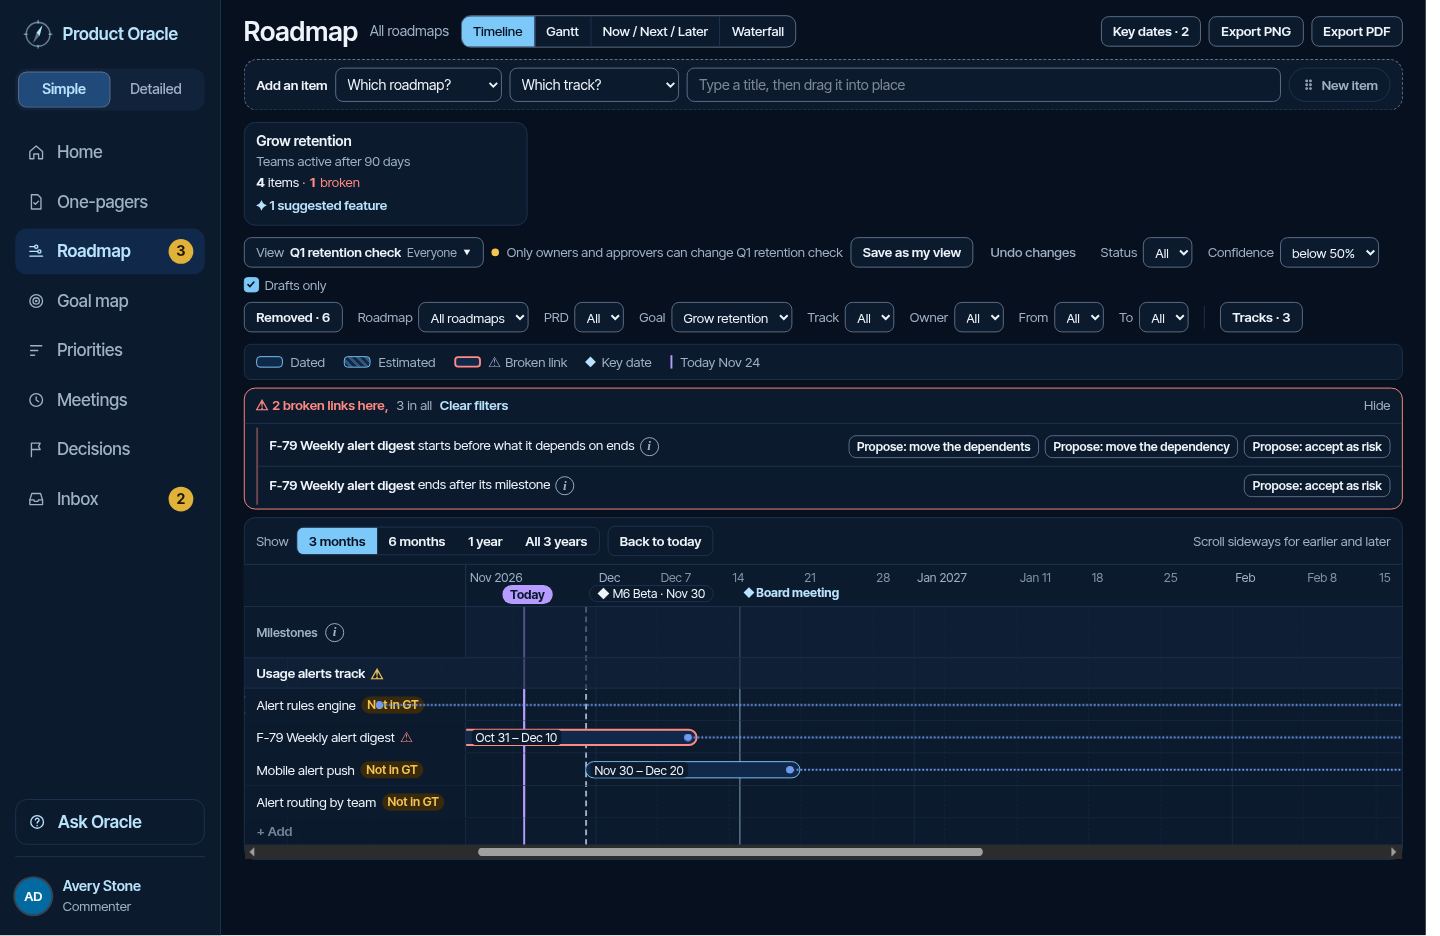 Product Oracle
Simple
Detailed
Home
One-pagers
Roadmap 3
Goal map
Priorities
Meetings
Decisions
Inbox 2
Ask Oracle
AD
Avery Stone
Commenter
Roadmap All roadmaps Timeline Gantt Now / Next / Later Waterfall Key dates · 2 Export PNG Export PDF
Add an item Which roadmap? Which track? Type a title, then drag it into place ⠿ New item
Grow retention
Teams active after 90 days
4 items · 1 broken
✦ 1 suggested feature
View Q1 retention check Everyone ▼ Only owners and approvers can change Q1 retention check Save as my view Undo changes Status All Confidence below 50%
Drafts only
Removed · 6 Roadmap All roadmaps PRD All Goal Grow retention Track All Owner All From All To All Tracks · 3
Dated Estimated ⚠ Broken link ◆ Key date Today Nov 24
⚠ 2 broken links here, 3 in all Clear filters Hide
F-79 Weekly alert digest starts before what it depends on ends i Propose: move the dependents Propose: move the dependency Propose: accept as risk
F-79 Weekly alert digest ends after its milestone i Propose: accept as risk
Show 3 months 6 months 1 year All 3 years Back to today Scroll sideways for earlier and later
Nov 2026 Dec Dec 7 14 21 28 Jan 2027 Jan 11 18 25 Feb Feb 8 15
Today ◆ M6 Beta · Nov 30 ◆ Board meeting
Milestones i
Usage alerts track ⚠
Alert rules engine Not in GT
F-79 Weekly alert digest ⚠ Oct 31 – Dec 10
Mobile alert push Not in GT Nov 30 – Dec 20
Alert routing by team Not in GT
+ Add